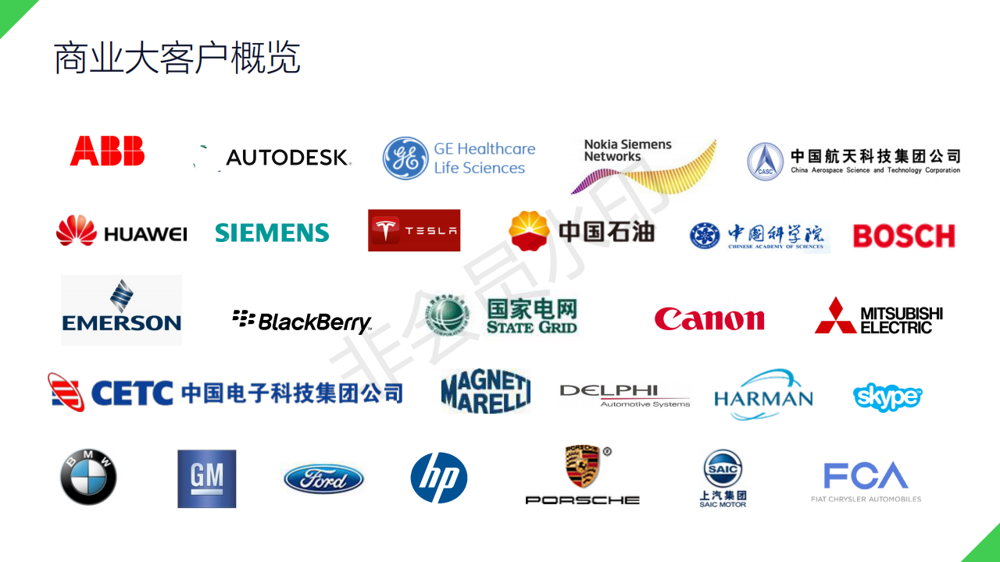 商业大客户概览
ABB
AUTODESK®
GE
GE Healthcare
Life Sciences
Nokia Siemens
Networks
CASC
中国航天科技集团公司
China Aerospace Science and Technology Corporation
HUAWEI
SIEMENS
TESLA
中国石油
中国科学院
CHINESE ACADEMY OF SCIENCES
BOSCH
EMERSON
BlackBerry™
国家电网
STATE GRID
Canon
MITSUBISHI
ELECTRIC
CETC 中国电子科技集团公司
MAGNETI
MARELLI
DELPHI
Automotive Systems
HARMAN
skype
BMW
GM
Ford
hp
PORSCHE
®
PORSCHE
SAIC
上汽集团
SAIC MOTOR
FCA
FIAT CHRYSLER AUTOMOBILES
非会员水印